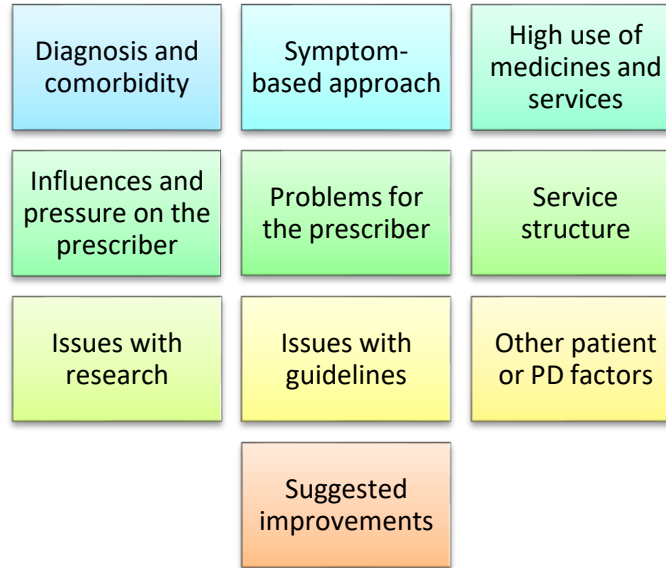 Diagnosis and
comorbidity
Symptom-
based approach
High use of
medicines and
services
Influences and
pressure on the
prescriber
Problems for
the prescriber
Service
structure
Issues with
research
Issues with
guidelines
Other patient
or PD factors
Suggested
improvements